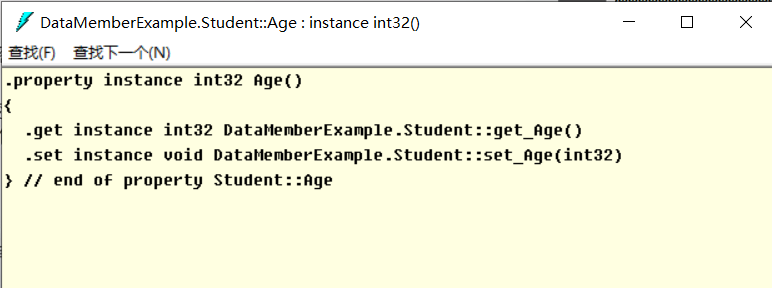 DataMemberExample.Student::Age : instance int32()
查找(F) 查找下一个(N)
.property instance int32 Age()
{
.get instance int32 DataMemberExample.Student::get_Age()
.set instance void DataMemberExample.Student::set_Age(int32)
} // end of property Student::Age